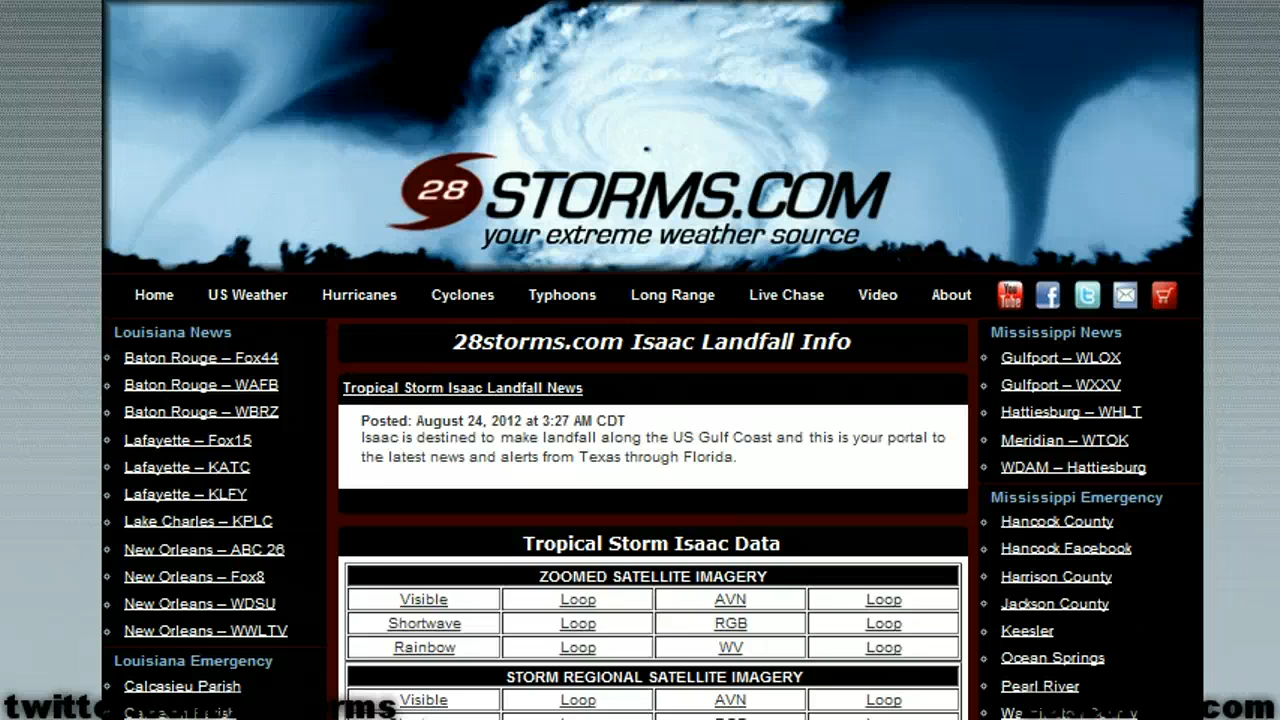 28
STORMS.COM
your extreme weather source
Home US Weather Hurricanes Cyclones Typhoons Long Range Live Chase Video About
You
Tube
Louisiana News
Baton Rouge – Fox44
Baton Rouge – WAFB
Baton Rouge – WBRZ
Lafayette – Fox15
Lafayette – KATC
Lafayette – KLFY
Lake Charles – KPLC
New Orleans – ABC 26
New Orleans – Fox8
New Orleans – WDSU
New Orleans – WWLTV
Louisiana Emergency
Calcasieu Parish
28storms.com Isaac Landfall Info
Tropical Storm Isaac Landfall News
Posted: August 24, 2012 at 3:27 AM CDT
Isaac is destined to make landfall along the US Gulf Coast and this is your portal to
the latest news and alerts from Texas through Florida.
Tropical Storm Isaac Data
ZOOMED SATELLITE IMAGERY
Visible Loop AVN Loop
Shortwave Loop RGB Loop
Rainbow Loop WV Loop
STORM REGIONAL SATELLITE IMAGERY
Visible Loop AVN Loop
Mississippi News
Gulfport – WLOX
Gulfport – WXXV
Hattiesburg – WHLT
Meridian – WTOK
WDAM – Hattiesburg
Mississippi Emergency
Hancock County
Hancock Facebook
Harrison County
Jackson County
Keesler
Ocean Springs
Pearl River